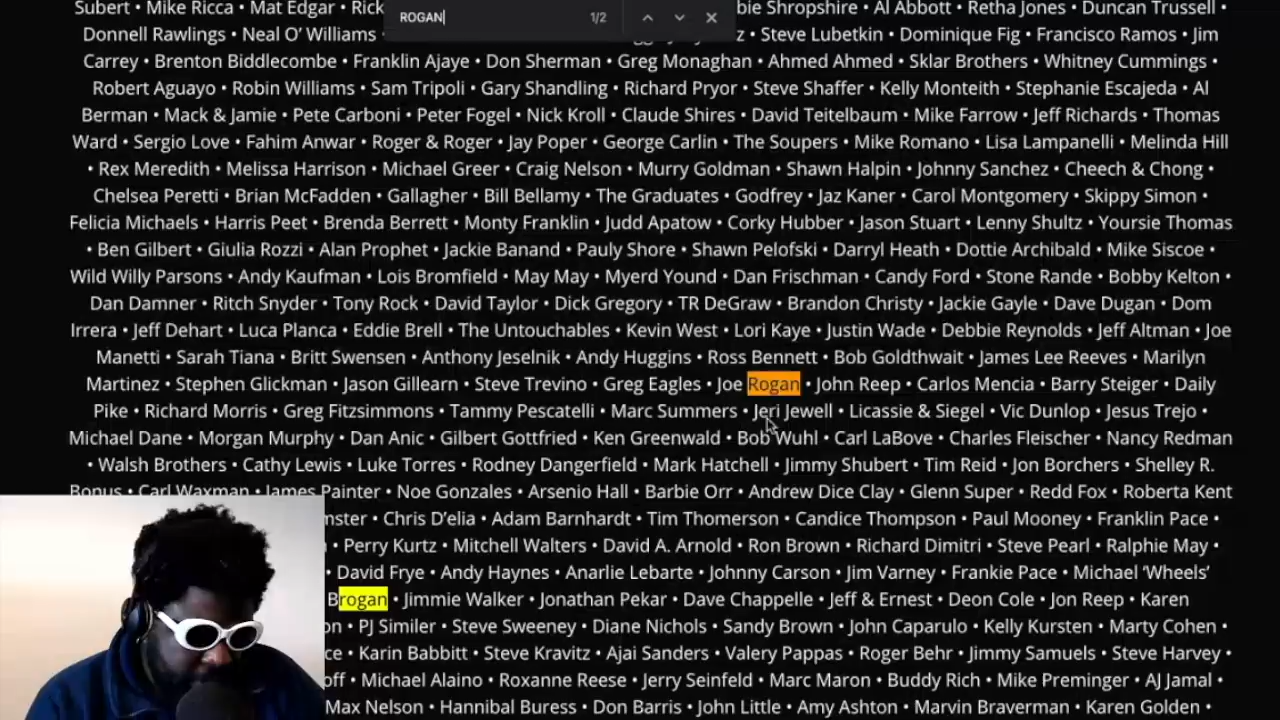 Subert • Mike Ricca • Mat Edgar • Rick
ROGAN
1/2
bie Shropshire • Al Abbott • Retha Jones • Duncan Trussell •
Donnell Rawlings • Neal O’ Williams •
z • Steve Lubetkin • Dominique Fig • Francisco Ramos • Jim
Carrey • Brenton Biddlecombe • Franklin Ajaye • Don Sherman • Greg Monaghan • Ahmed Ahmed • Sklar Brothers • Whitney Cummings •
Robert Aguayo • Robin Williams • Sam Tripoli • Gary Shandling • Richard Pryor • Steve Shaffer • Kelly Monteith • Stephanie Escajeda • Al
Berman • Mack & Jamie • Pete Carboni • Peter Fogel • Nick Kroll • Claude Shires • David Teitelbaum • Mike Farrow • Jeff Richards • Thomas
Ward • Sergio Love • Fahim Anwar • Roger & Roger • Jay Poper • George Carlin • The Soupers • Mike Romano • Lisa Lampanelli • Melinda Hill
• Rex Meredith • Melissa Harrison • Michael Greer • Craig Nelson • Murry Goldman • Shawn Halpin • Johnny Sanchez • Cheech & Chong •
Chelsea Peretti • Brian McFadden • Gallagher • Bill Bellamy • The Graduates • Godfrey • Jaz Kaner • Carol Montgomery • Skippy Simon •
Felicia Michaels • Harris Peet • Brenda Berrett • Monty Franklin • Judd Apatow • Corky Hubber • Jason Stuart • Lenny Shultz • Yoursie Thomas
• Ben Gilbert • Giulia Rozzi • Alan Prophet • Jackie Banand • Pauly Shore • Shawn Pelofski • Darryl Heath • Dottie Archibald • Mike Siscoe •
Wild Willy Parsons • Andy Kaufman • Lois Bromfield • May May • Myerd Yound • Dan Frischman • Candy Ford • Stone Rande • Bobby Kelton •
Dan Damner • Ritch Snyder • Tony Rock • David Taylor • Dick Gregory • TR DeGraw • Brandon Christy • Jackie Gayle • Dave Dugan • Dom
Irrera • Jeff Dehart • Luca Planca • Eddie Brell • The Untouchables • Kevin West • Lori Kaye • Justin Wade • Debbie Reynolds • Jeff Altman • Joe
Manetti • Sarah Tiana • Britt Swensen • Anthony Jeselnik • Andy Huggins • Ross Bennett • Bob Goldthwait • James Lee Reeves • Marilyn
Martinez • Stephen Glickman • Jason Gillearn • Steve Trevino • Greg Eagles • Joe Rogan • John Reep • Carlos Mencia • Barry Steiger • Daily
Pike • Richard Morris • Greg Fitzsimmons • Tammy Pescatelli • Marc Summers • Jeri Jewell • Licassie & Siegel • Vic Dunlop • Jesus Trejo •
Michael Dane • Morgan Murphy • Dan Anic • Gilbert Gottfried • Ken Greenwald • Bob Wuhl • Carl LaBove • Charles Fleischer • Nancy Redman
• Walsh Brothers • Cathy Lewis • Luke Torres • Rodney Dangerfield • Mark Hatchell • Jimmy Shubert • Tim Reid • Jon Borchers • Shelley R.
Bonus • Carl Waxman • James Painter • Noe Gonzales • Arsenio Hall • Barbie Orr • Andrew Dice Clay • Glenn Super • Redd Fox • Roberta Kent
nster • Chris D’elia • Adam Barnhardt • Tim Thomerson • Candice Thompson • Paul Mooney • Franklin Pace •
• Perry Kurtz • Mitchell Walters • David A. Arnold • Ron Brown • Richard Dimitri • Steve Pearl • Ralphie May •
• David Frye • Andy Haynes • Anarlie Lebarte • Johnny Carson • Jim Varney • Frankie Pace • Michael ‘Wheels’
Brogan • Jimmie Walker • Jonathan Pekar • Dave Chappelle • Jeff & Ernest • Deon Cole • Jon Reep • Karen
on • PJ Similer • Steve Sweeney • Diane Nichols • Sandy Brown • John Caparulo • Kelly Kursten • Marty Cohen •
ce • Karin Babbitt • Steve Kravitz • Ajai Sanders • Valery Pappas • Roger Behr • Jimmy Samuels • Steve Harvey •
off • Michael Alaino • Roxanne Reese • Jerry Seinfeld • Marc Maron • Buddy Rich • Mike Preminger • AJ Jamal •
Max Nelson • Hannibal Buress • Don Barris • John Little • Amy Ashton • Marvin Braverman • Karen Golden •